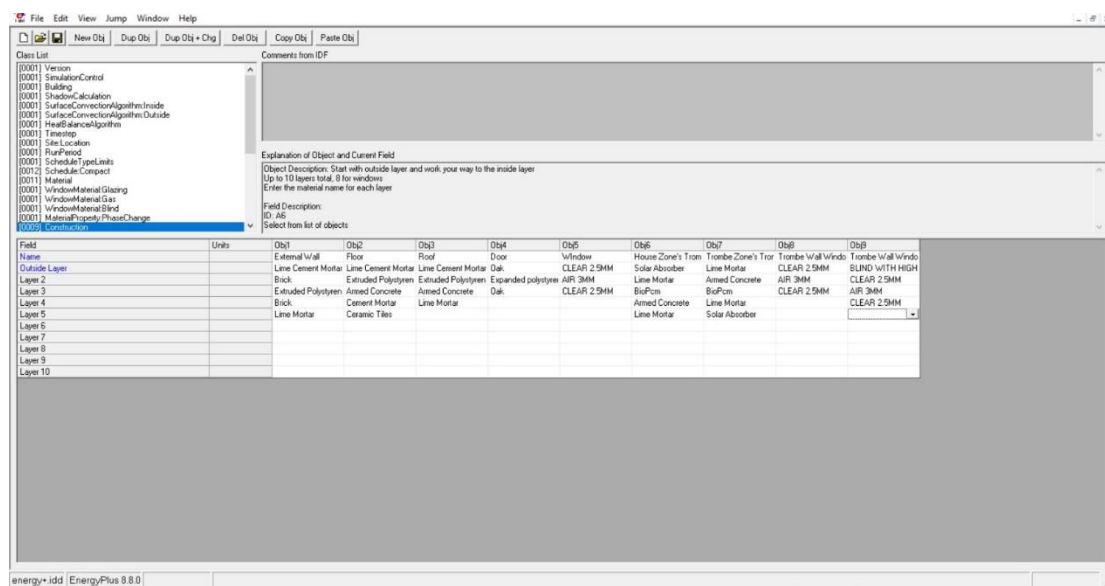 File Edit View Jump Window Help
New Obj Dup Obj Dup Obj + Chg Del Obj Copy Obj Paste Obj
Class List
Comments from IDF
[0001] Version
[0001] SimulationControl
[0001] Building
[0001] ShadowCalculation
[0001] SurfaceConvectionAlgorithm:Inside
[0001] SurfaceConvectionAlgorithm:Outside
[0001] HeatBalanceAlgorithm
[0001] Timestep
[0001] Site:Location
[0001] RunPeriod
[0001] ScheduleTypeLimits
[0012] Schedule:Compact
[0011] Material
[0001] WindowMaterial:Glazing
[0001] WindowMaterial:Gas
[0001] WindowMaterial:Blind
[0001] MaterialProperty:PhaseChange
[0009] Construction
Explanation of Object and Current Field
Object Description: Start with outside layer and work your way to the inside layer
Up to 10 layers total, 8 for windows
Enter the material name for each layer
Field Description:
ID: A6
Select from list of objects
Field Units Obj1 Obj2 Obj3 Obj4 Obj5 Obj6 Obj7 Obj8 Obj9
Name External Wall Floor Roof Door WIndow House Zone's Trom Trombe Zone's Tror Trombe Wall Windo Trombe Wall Windo
Outside Layer Lime Cement Mortar Lime Cement Mortar Lime Cement Mortar Oak CLEAR 2.5MM Solar Absorber Lime Mortar CLEAR 2.5MM BLIND WITH HIGH
Layer 2 Brick Extruded Polystyren Extruded Polystyren Expanded polystyrer AIR 3MM Lime Mortar Armed Concrete AIR 3MM CLEAR 2.5MM
Layer 3 Extruded Polystyren Armed Concrete Armed Concrete Oak CLEAR 2.5MM BioPcm BioPcm CLEAR 2.5MM AIR 3MM
Layer 4 Brick Cement Mortar Lime Mortar Armed Concrete Lime Mortar CLEAR 2.5MM
Layer 5 Lime Mortar Ceramic Tiles Lime Mortar Solar Absorber
Layer 6
Layer 7
Layer 8
Layer 9
Layer 10
energy+.idd EnergyPlus 8.8.0